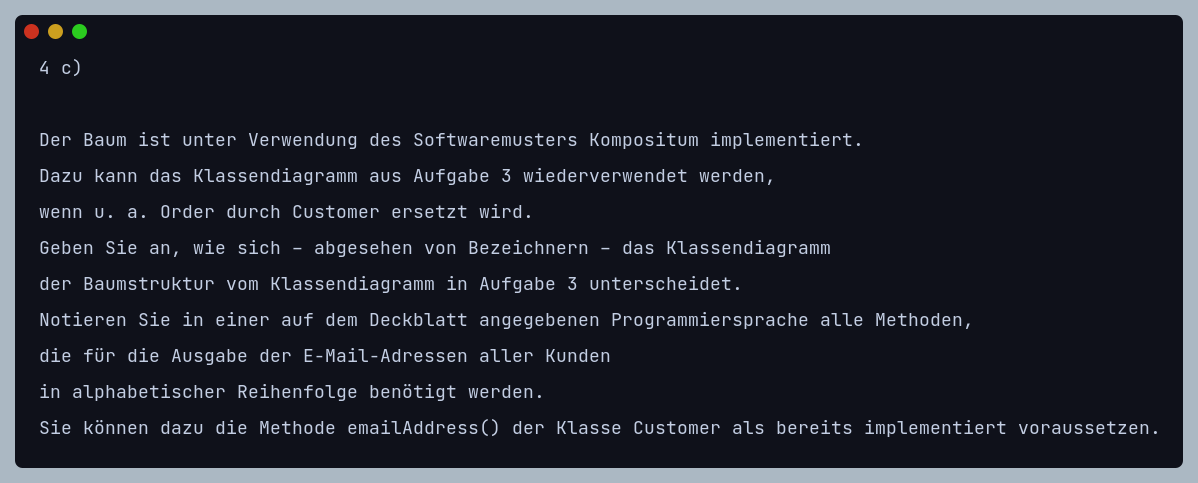 4 c)
Der Baum ist unter Verwendung des Softwaremusters Kompositum implementiert.
Dazu kann das Klassendiagramm aus Aufgabe 3 wiederverwendet werden,
wenn u. a. Order durch Customer ersetzt wird.
Geben Sie an, wie sich – abgesehen von Bezeichnern – das Klassendiagramm
der Baumstruktur vom Klassendiagramm in Aufgabe 3 unterscheidet.
Notieren Sie in einer auf dem Deckblatt angegebenen Programmiersprache alle Methoden,
die für die Ausgabe der E-Mail-Adressen aller Kunden
in alphabetischer Reihenfolge benötigt werden.
Sie können dazu die Methode emailAddress() der Klasse Customer als bereits implementiert voraussetzen.